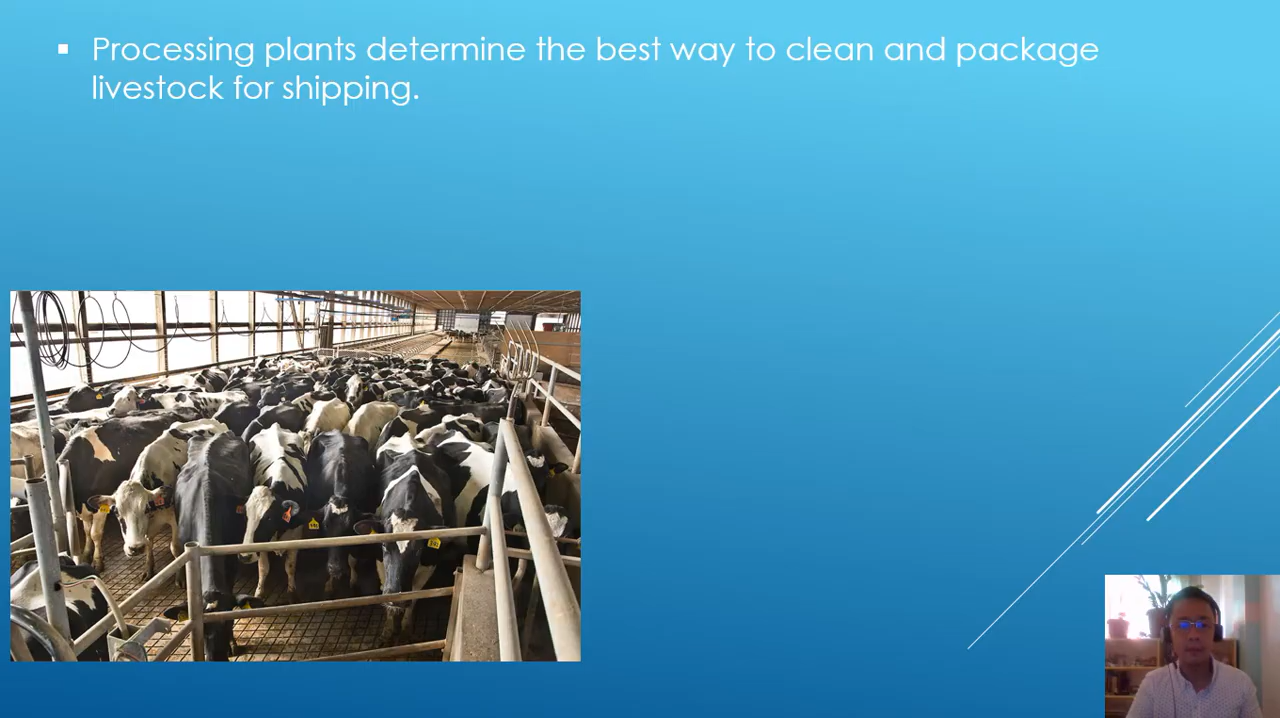 Processing plants determine the best way to clean and package
livestock for shipping.